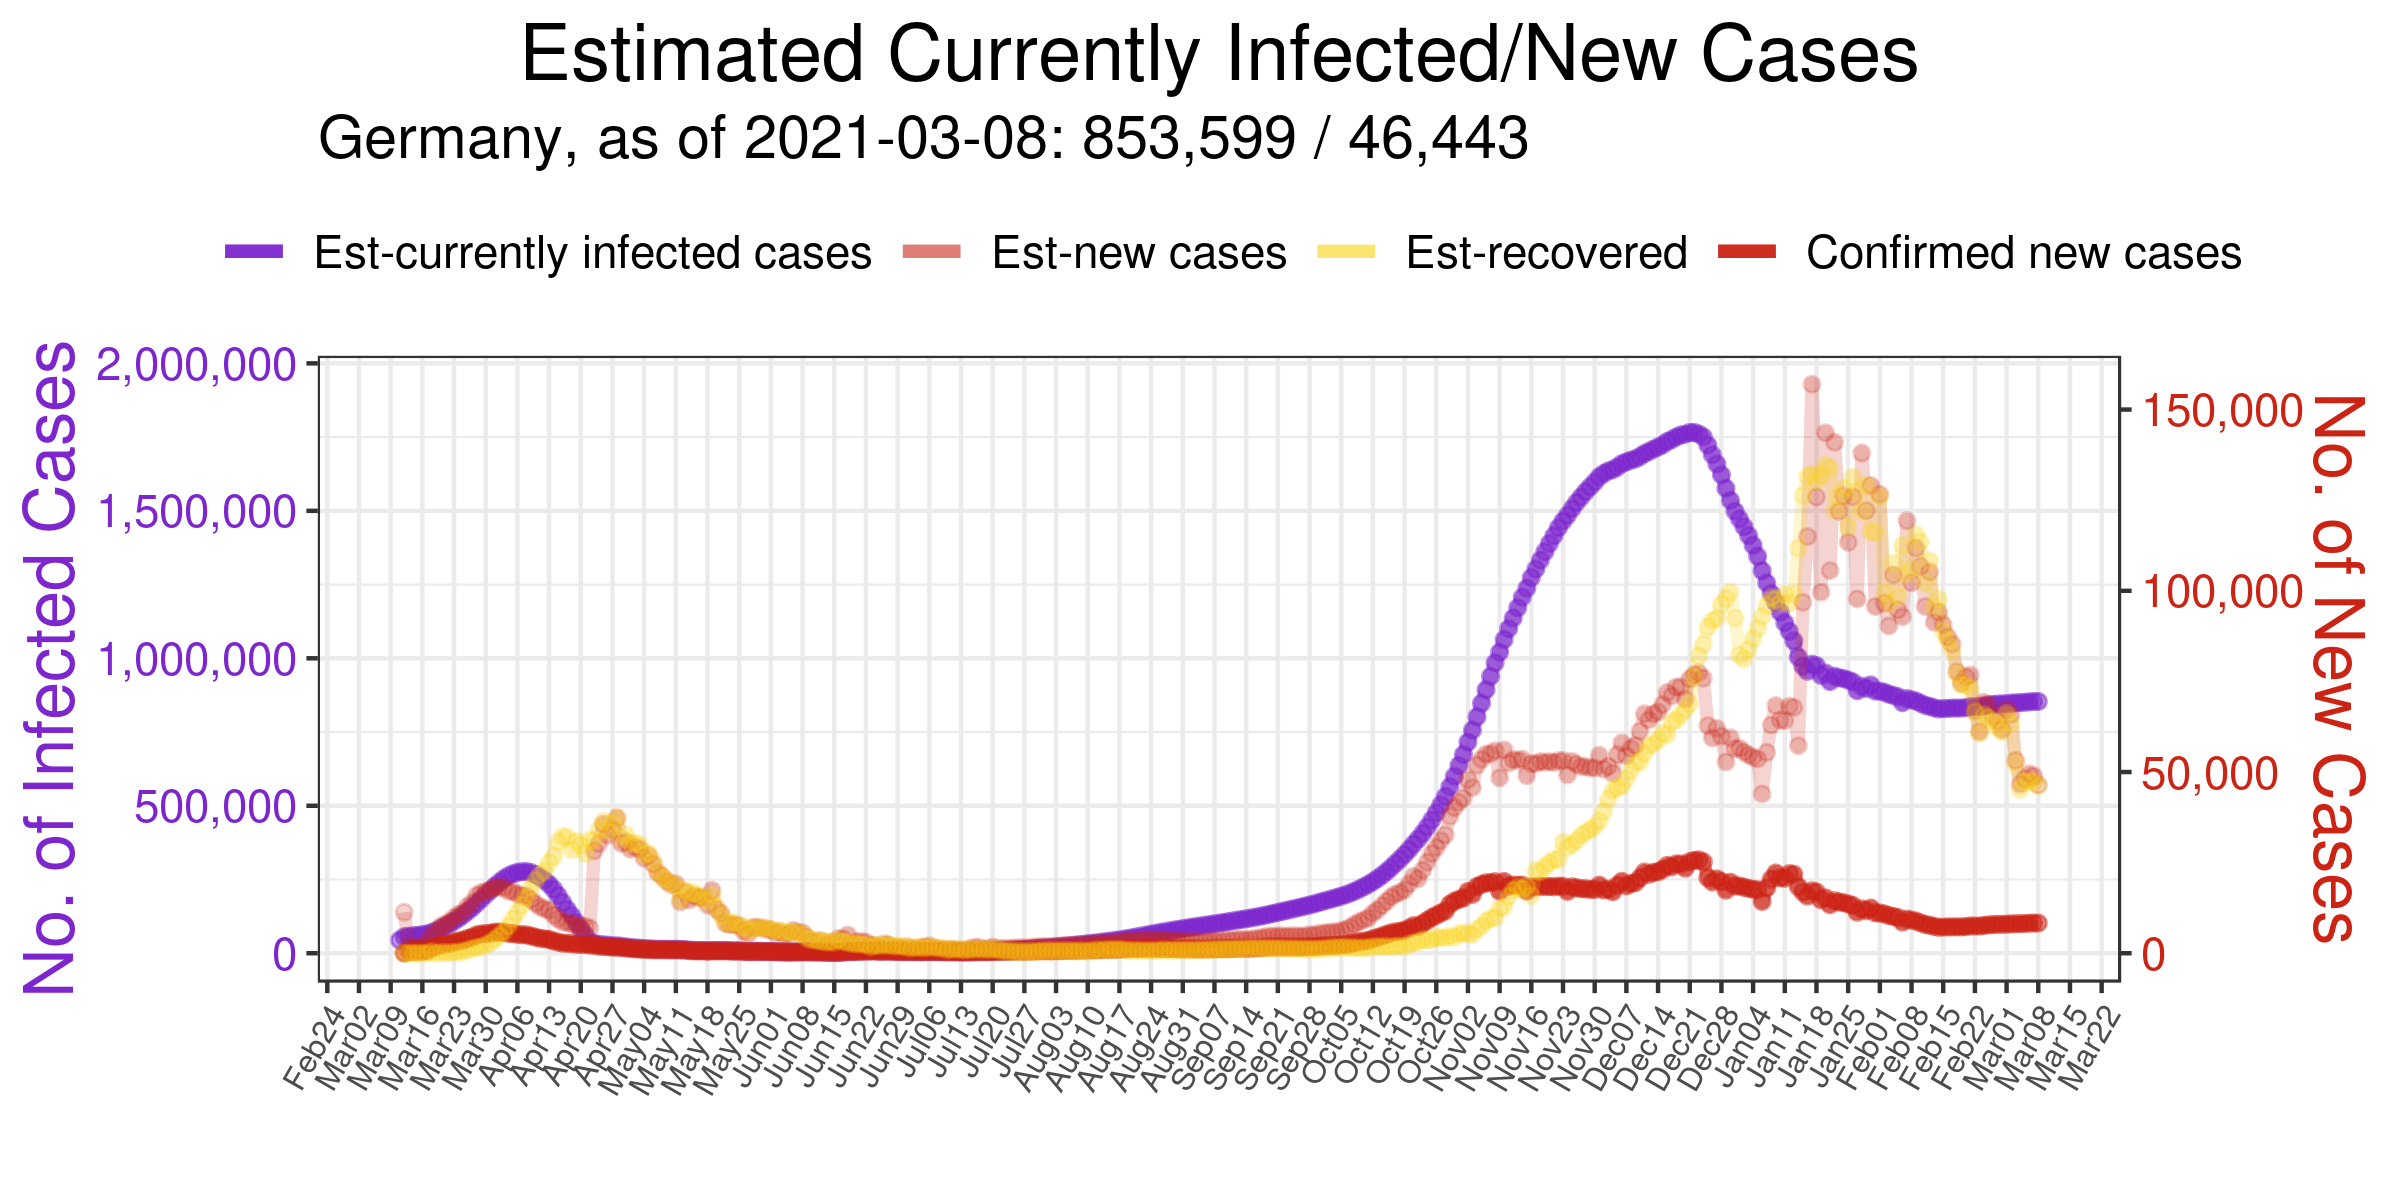 Estimated Currently Infected/New Cases
Germany, as of 2021-03-08: 853,599 / 46,443
Est-currently infected cases
Est-new cases
Est-recovered
Confirmed new cases
No. of Infected Cases
2,000,000
1,500,000
1,000,000
500,000
0
150,000
100,000
50,000
0
No. of New Cases
Feb24
Mar02
Mar09
Mar16
Mar23
Mar30
Apr06
Apr13
Apr20
Apr27
May04
May11
May18
May25
Jun01
Jun08
Jun15
Jun22
Jun29
Jul06
Jul13
Jul20
Jul27
Aug03
Aug10
Aug17
Aug24
Aug31
Sep07
Sep14
Sep21
Sep28
Oct05
Oct12
Oct19
Oct26
Nov02
Nov09
Nov16
Nov23
Nov30
Dec07
Dec14
Dec21
Dec28
Jan04
Jan11
Jan18
Jan25
Feb01
Feb08
Feb15
Feb22
Mar01
Mar08
Mar15
Mar22